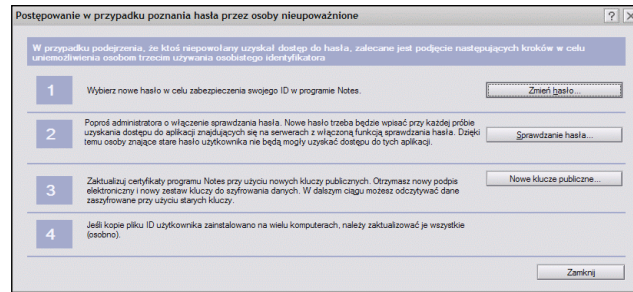 Postępowanie w przypadku poznania hasła przez osoby nieupoważnione
W przypadku podejrzenia, że ktoś niepowołany uzyskał dostęp do hasła, zalecane jest podjęcie następujących kroków w celu
uniemożliwienia osobom trzecim używania osobistego identyfikatora
1
Wybierz nowe hasło w celu zabezpieczenia swojego ID w programie Notes.
Zmień hasło...
2
Poproś administratora o włączenie sprawdzania hasła. Nowe hasło trzeba będzie wpisać przy każdej próbie
uzyskania dostępu do aplikacji znajdujących się na serwerach z włączoną funkcją sprawdzania hasła. Dzięki
temu osoby znające stare hasło użytkownika nie będą mogły uzyskać dostępu do tych aplikacji.
Sprawdzanie hasła...
3
Zaktualizuj certyfikaty programu Notes przy użyciu nowych kluczy publicznych. Otrzymasz nowy podpis
elektroniczny i nowy zestaw kluczy do szyfrowania danych. W dalszym ciągu możesz odczytywać dane
zaszyfrowane przy użyciu starych kluczy.
Nowe klucze publiczne...
4
Jeśli kopie pliku ID użytkownika zainstalowano na wielu komputerach, należy zaktualizować je wszystkie
(osobno).
Zamknij